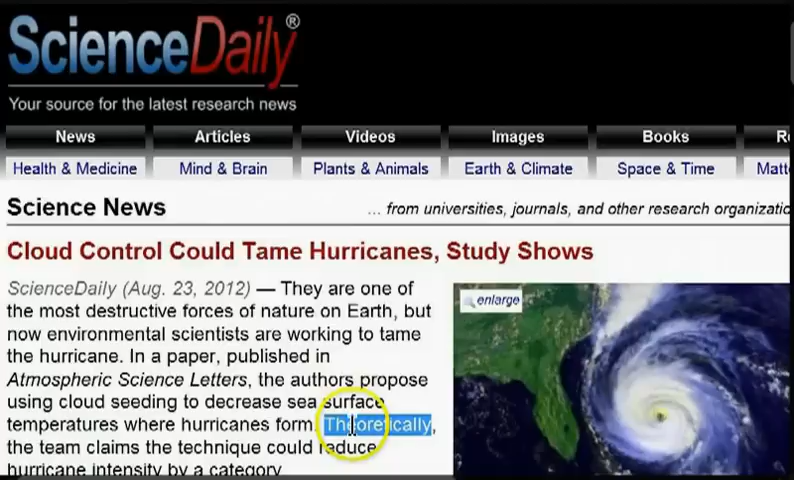 ScienceDaily®
Your source for the latest research news
News Articles Videos Images Books
Health & Medicine Mind & Brain Plants & Animals Earth & Climate Space & Time
Science News ... from universities, journals, and other research
Cloud Control Could Tame Hurricanes, Study Shows
ScienceDaily (Aug. 23, 2012) — They are one of
the most destructive forces of nature on Earth, but
now environmental scientists are working to tame
the hurricane. In a paper, published in
Atmospheric Science Letters, the authors propose
using cloud seeding to decrease sea surface
temperatures where hurricanes form. Theoretically,
the team claims the technique could reduce
hurricane intensity by a category
enlarge